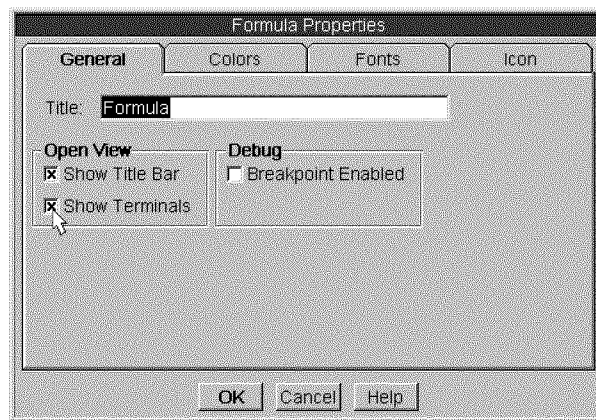 Formula Properties
General Colors Fonts Icon
Title: Formula
Open View Debug
Show Title Bar Breakpoint Enabled
Show Terminals
OK Cancel Help